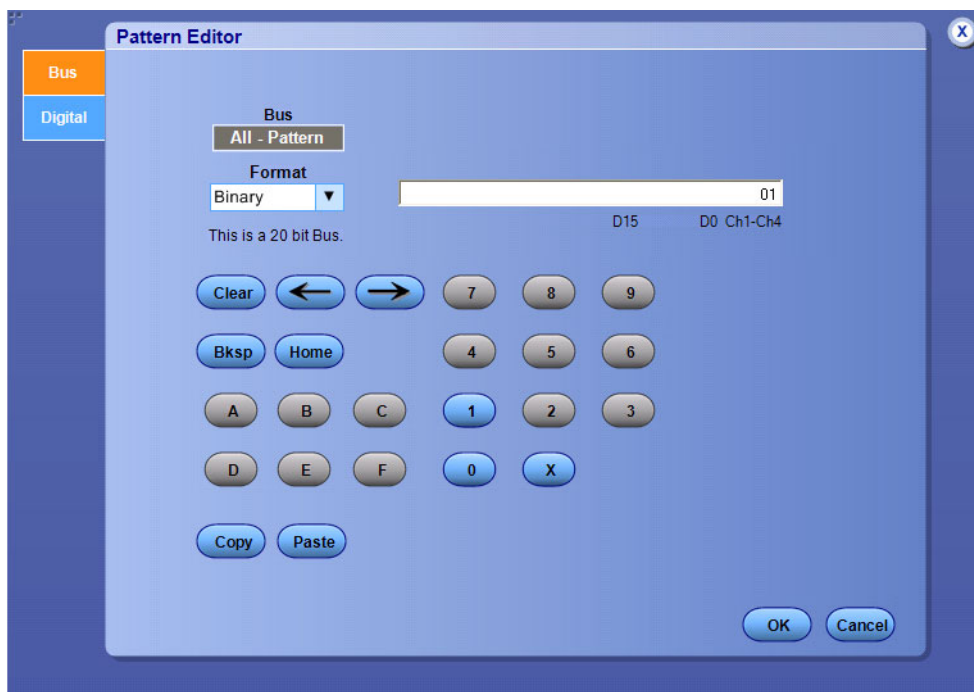 Pattern Editor
X
Bus
Digital
Bus
All - Pattern
Format
Binary ▼
01
D15 D0 Ch1-Ch4
This is a 20 bit Bus.
Clear ← → 7 8 9
Bksp Home 4 5 6
A B C 1 2 3
D E F 0 X
Copy Paste
OK Cancel